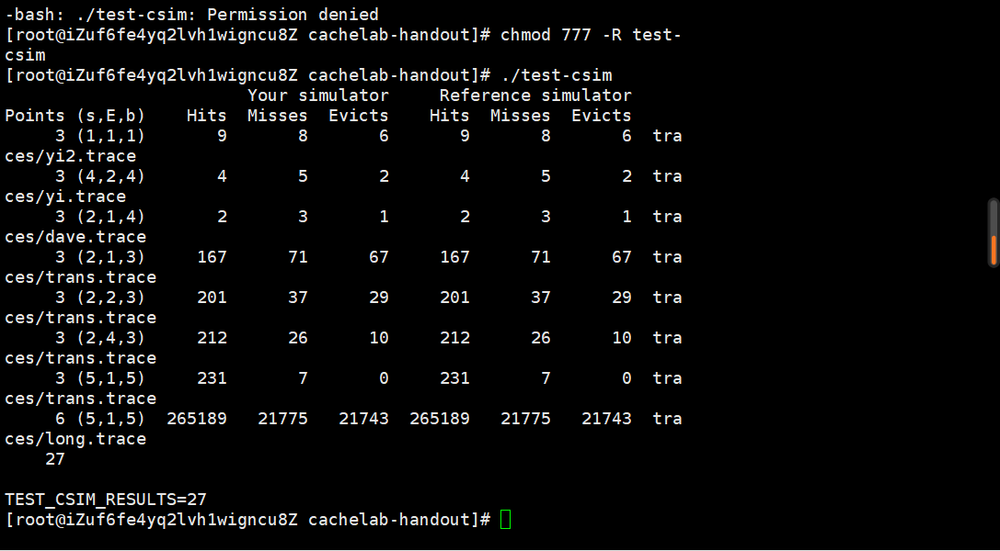 -bash: ./test-csim: Permission denied
[root@iZuf6fe4yq2lvh1wigncu8Z cachelab-handout]# chmod 777 -R test-
csim
[root@iZuf6fe4yq2lvh1wigncu8Z cachelab-handout]# ./test-csim
                        Your simulator     Reference simulator
Points (s,E,b)    Hits  Misses  Evicts    Hits  Misses  Evicts
     3 (1,1,1)       9       8       6       9       8       6  tra
ces/yi2.trace
     3 (4,2,4)       4       5       2       4       5       2  tra
ces/yi.trace
     3 (2,1,4)       2       3       1       2       3       1  tra
ces/dave.trace
     3 (2,1,3)     167      71      67     167      71      67  tra
ces/trans.trace
     3 (2,2,3)     201      37      29     201      37      29  tra
ces/trans.trace
     3 (2,4,3)     212      26      10     212      26      10  tra
ces/trans.trace
     3 (5,1,5)     231       7       0     231       7       0  tra
ces/trans.trace
     6 (5,1,5)  265189   21775   21743  265189   21775   21743  tra
ces/long.trace
    27
TEST_CSIM_RESULTS=27
[root@iZuf6fe4yq2lvh1wigncu8Z cachelab-handout]#